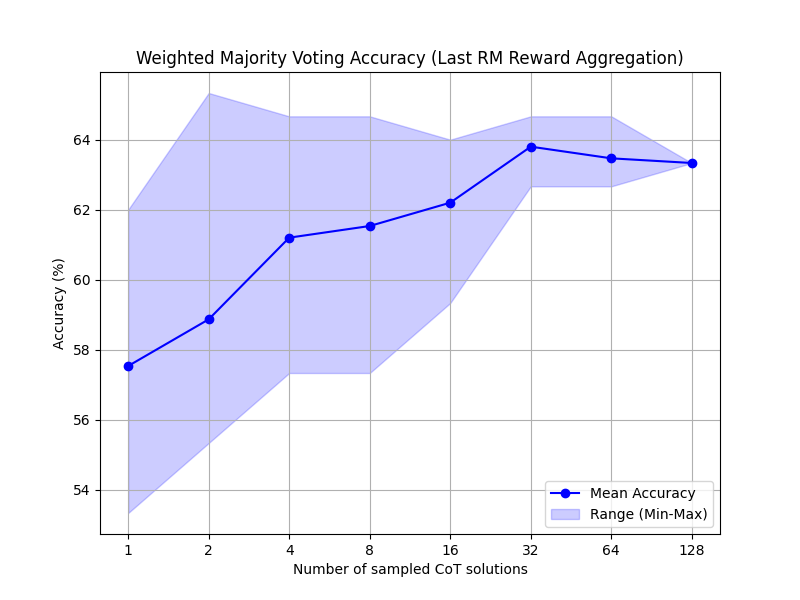 Weighted Majority Voting Accuracy (Last RM Reward Aggregation)
Accuracy (%)
64
62
60
58
56
54
Mean Accuracy
Range (Min-Max)
1 2 4 8 16 32 64 128
Number of sampled CoT solutions